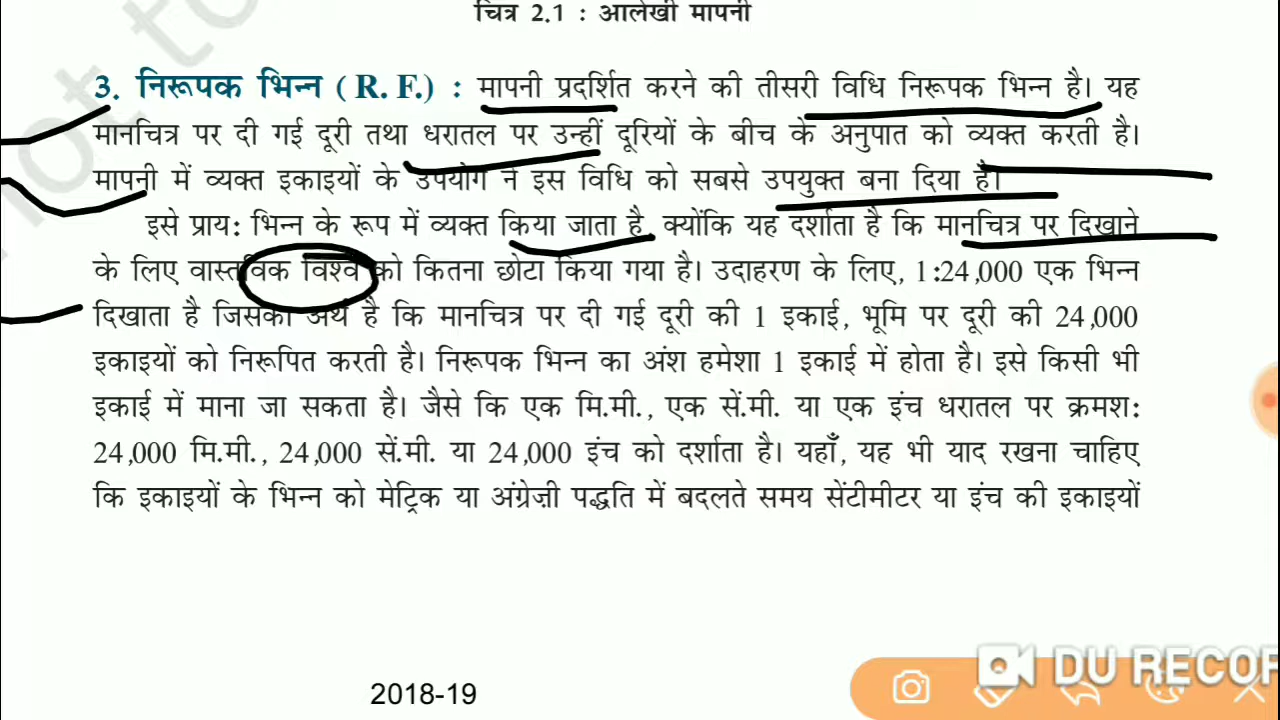 not to
चित्र 2.1 : आलेखी मापनी
3. निरूपक भिन्न ( R. F.) : मापनी प्रदर्शित करने की तीसरी विधि निरूपक भिन्न है। यह
मानचित्र पर दी गई दूरी तथा धरातल पर उन्हीं दूरियों के बीच के अनुपात को व्यक्त करती है।
मापनी में व्यक्त इकाइयों के उपयोग ने इस विधि को सबसे उपयुक्त बना दिया है।
इसे प्राय: भिन्न के रूप में व्यक्त किया जाता है, क्योंकि यह दर्शाता है कि मानचित्र पर दिखाने
के लिए वास्तविक विश्व को कितना छोटा किया गया है। उदाहरण के लिए, 1:24,000 एक भिन्न
दिखाता है जिसका अर्थ है कि मानचित्र पर दी गई दूरी की 1 इकाई, भूमि पर दूरी की 24,000
इकाइयों को निरूपित करती है। निरूपक भिन्न का अंश हमेशा 1 इकाई में होता है। इसे किसी भी
इकाई में माना जा सकता है। जैसे कि एक मि.मी., एक सें.मी. या एक इंच धरातल पर क्रमश:
24,000 मि.मी., 24,000 सें.मी. या 24,000 इंच को दर्शाता है। यहाँ, यह भी याद रखना चाहिए
कि इकाइयों के भिन्न को मेट्रिक या अंग्रेज़ी पद्धति में बदलते समय सेंटीमीटर या इंच की इकाइयों
DU RECOR
2018-19